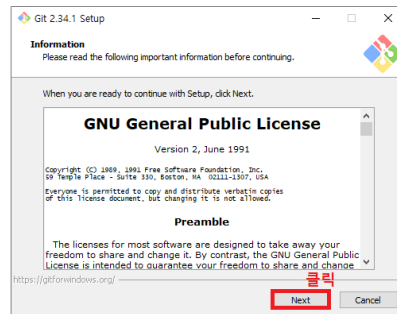 Git 2.34.1 Setup
Information
Please read the following important information before continuing.
When you are ready to continue with Setup, click Next.
GNU General Public License
Version 2, June 1991
Copyright (C) 1989, 1991 Free Software Foundation, Inc.
59 Temple Place - Suite 330, Boston, MA 02111-1307, USA
Everyone is permitted to copy and distribute verbatim copies
of this license document, but changing it is not allowed.
Preamble
The licenses for most software are designed to take away your
freedom to share and change it. By contrast, the GNU General Public
License is intended to guarantee your freedom to share and change
https://gitforwindows.org/
클릭
Next
Cancel